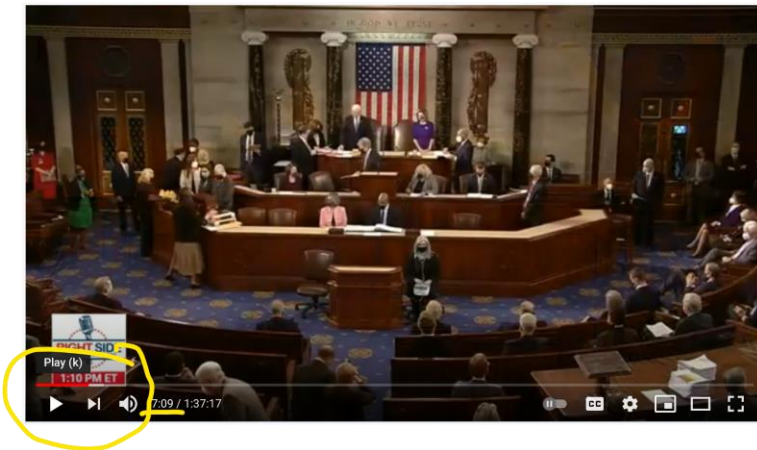 IN GOD WE TRUST
RIGHT SID
Play (k)
1:10 PM ET
7:09 / 1:37:17
CC